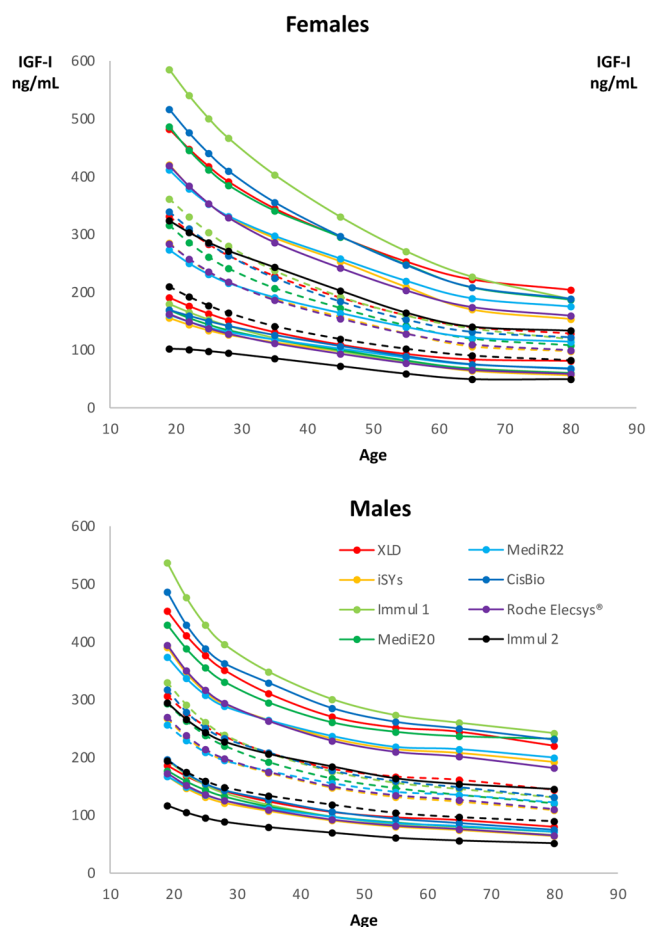 Females
IGF-I
ng/mL
IGF-I
ng/mL
600
500
400
300
200
100
0
10 20 30 40 50 60 70 80 90
Age
Males
600
500
400
300
200
100
0
XLD MediR22
iSYs CisBio
Immul 1 Roche Elecsys®
MediE20 Immul 2
10 20 30 40 50 60 70 80 90
Age